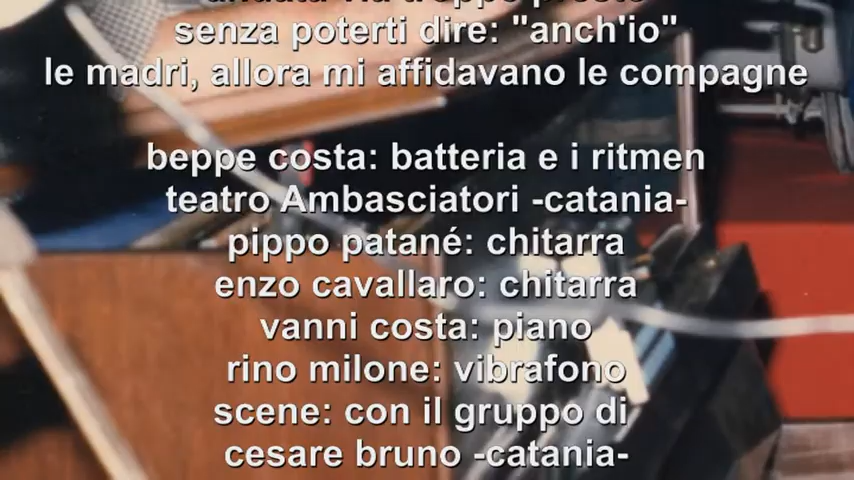 senza poterti dire: "anch'io"
le madri, allora mi affidavano le compagne
beppe costa: batteria e i ritmen
teatro Ambasciatori -catania-
pippo patané: chitarra
enzo cavallaro: chitarra
vanni costa: piano
rino milone: vibrafono
scene: con il gruppo di
cesare bruno -catania-